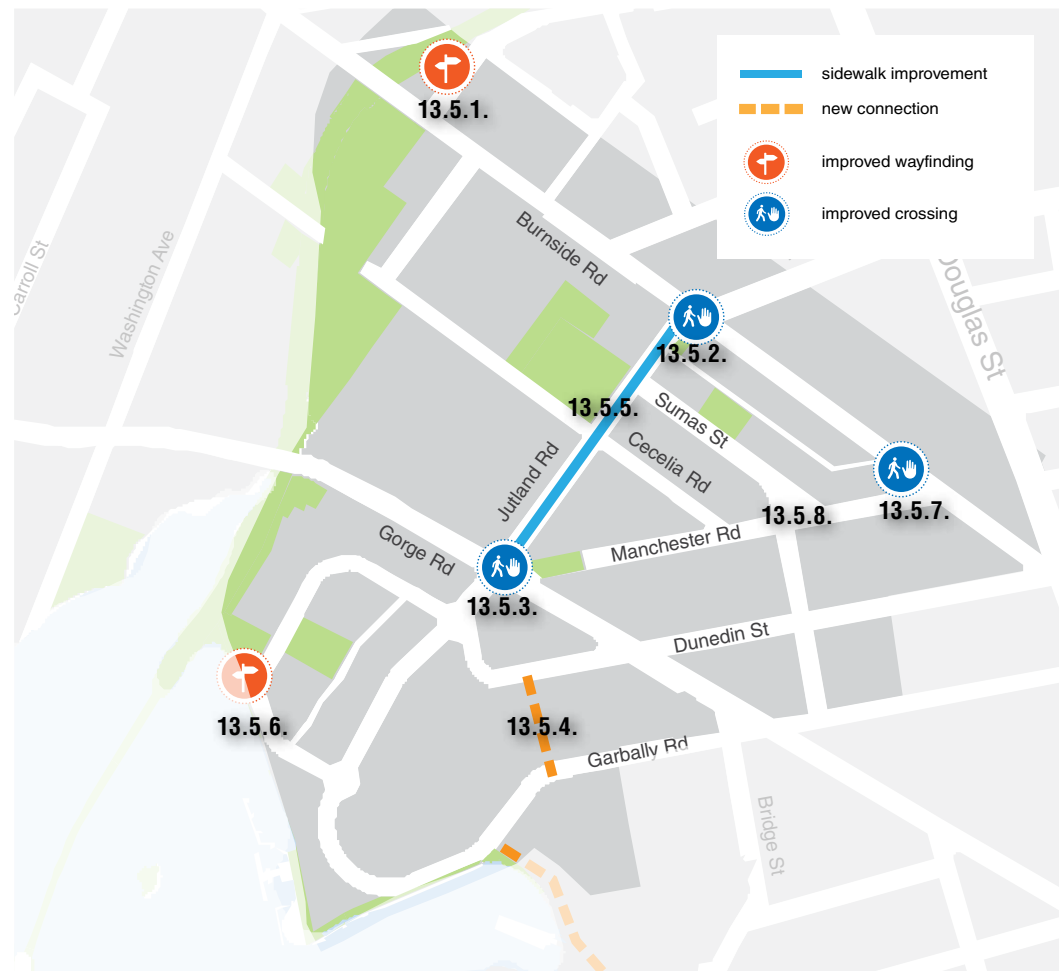 13.5.1.
sidewalk improvement
new connection
improved wayfinding
improved crossing
Burnside Rd
Carroll St
Washington Ave
Douglas St
13.5.2.
13.5.5.
Sumas St
Cecelia Rd
Jutland Rd
13.5.7.
13.5.8.
Manchester Rd
Gorge Rd
13.5.3.
Dunedin St
13.5.6.
13.5.4.
Garbally Rd
Bridge St